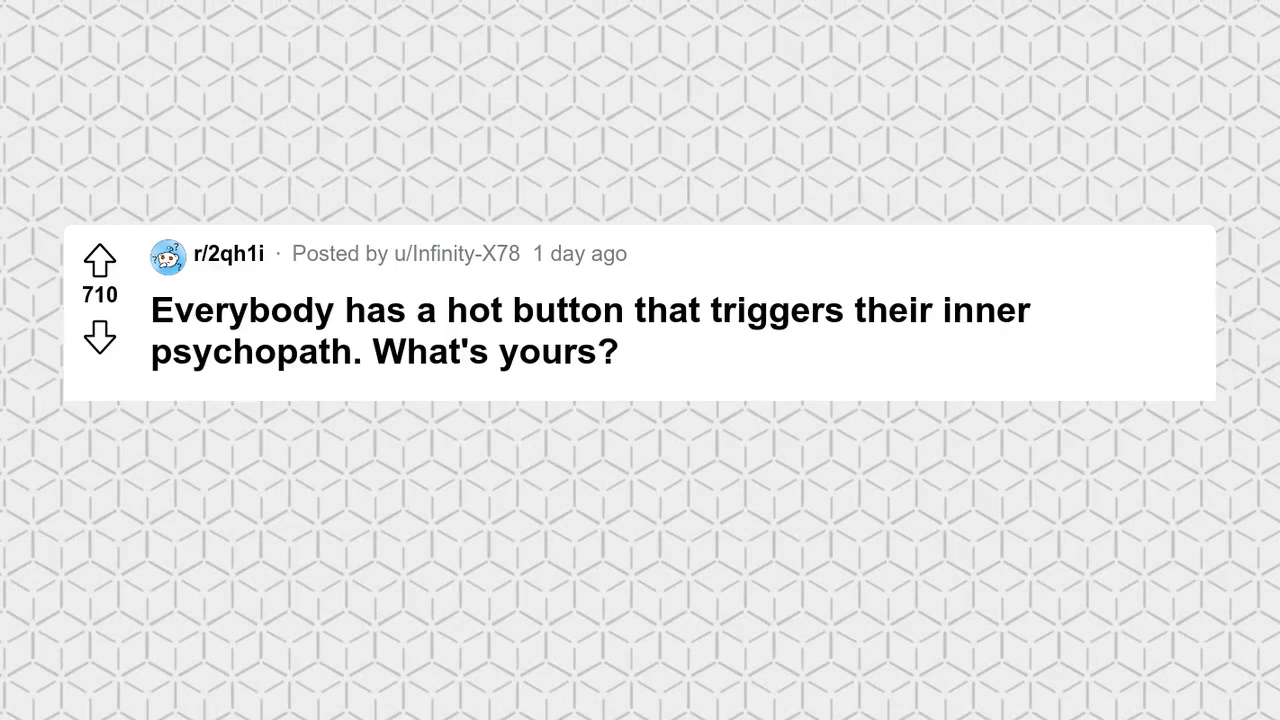 r/2qh1i · Posted by u/Infinity-X78 1 day ago
710
Everybody has a hot button that triggers their inner
psychopath. What's yours?